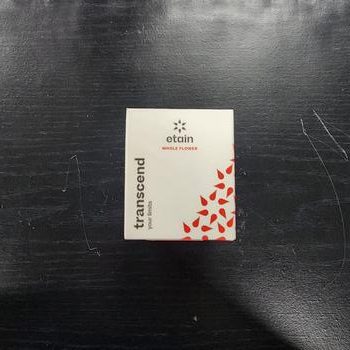 etain
WHOLE FLOWER
transcend
your limits